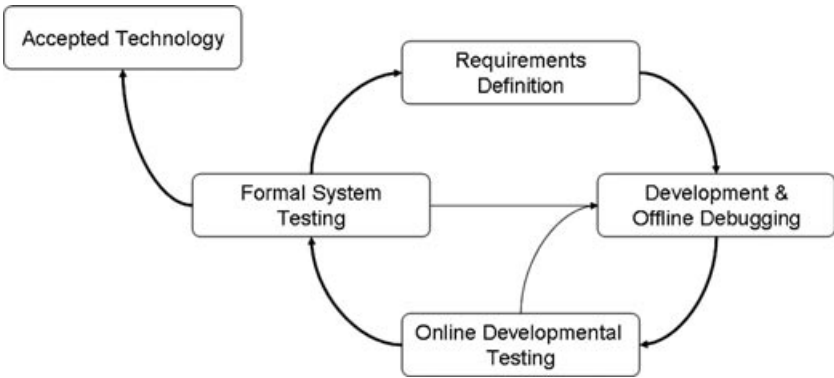 Accepted Technology
Requirements
Definition
Formal System
Testing
Development &
Offline Debugging
Online Developmental
Testing